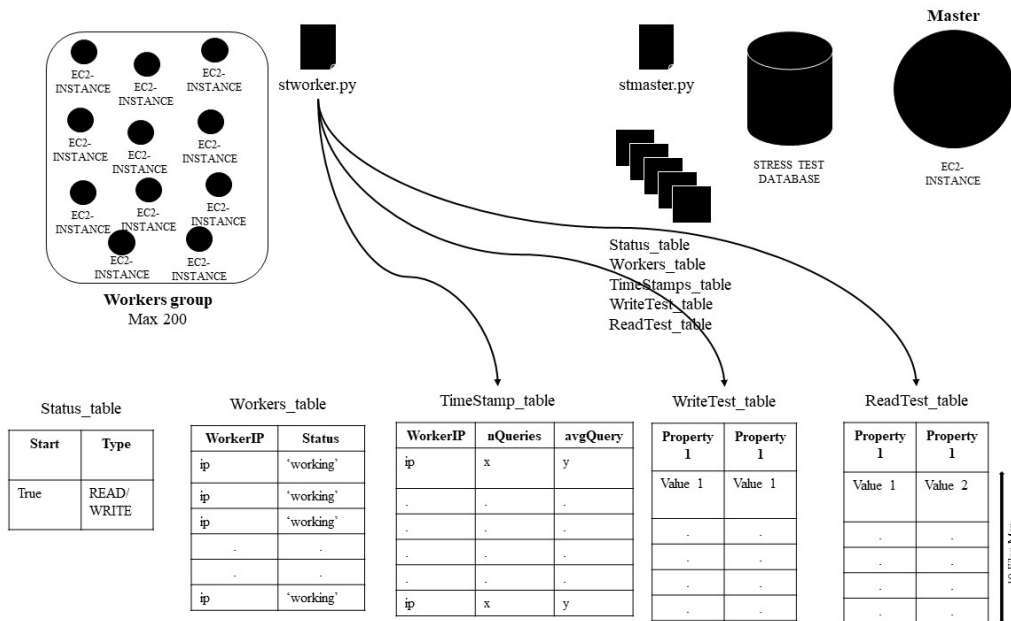 Master
EC2-
INSTANCE
EC2-
INSTANCE
EC2-
INSTANCE
EC2-
INSTANCE
EC2-
INSTANCE
EC2-
INSTANCE
EC2-
INSTANCE
EC2-
INSTANCE
EC2-
INSTANCE
EC2-
INSTANCE
EC2-
INSTANCE
Workers group
Max 200
stworker.py
stmaster.py
STRESS TEST
DATABASE
EC2-
INSTANCE
Status_table
Workers_table
TimeStamps_table
WriteTest_table
ReadTest_table
Status_table
Start Type
True READ/
WRITE
Workers_table
WorkerIP Status
ip ‘working’
ip ‘working’
ip ‘working’
. .
. .
ip ‘working’
TimeStamp_table
WorkerIP nQueries avgQuery
ip x y
. . .
. . .
. . .
. . .
ip x y
WriteTest_table
Property Property
1 1
Value 1 Value 1
. .
. .
. .
. .
ReadTest_table
Property Property
1 1
Value 1 Value 2
. .
. .
. .
. .